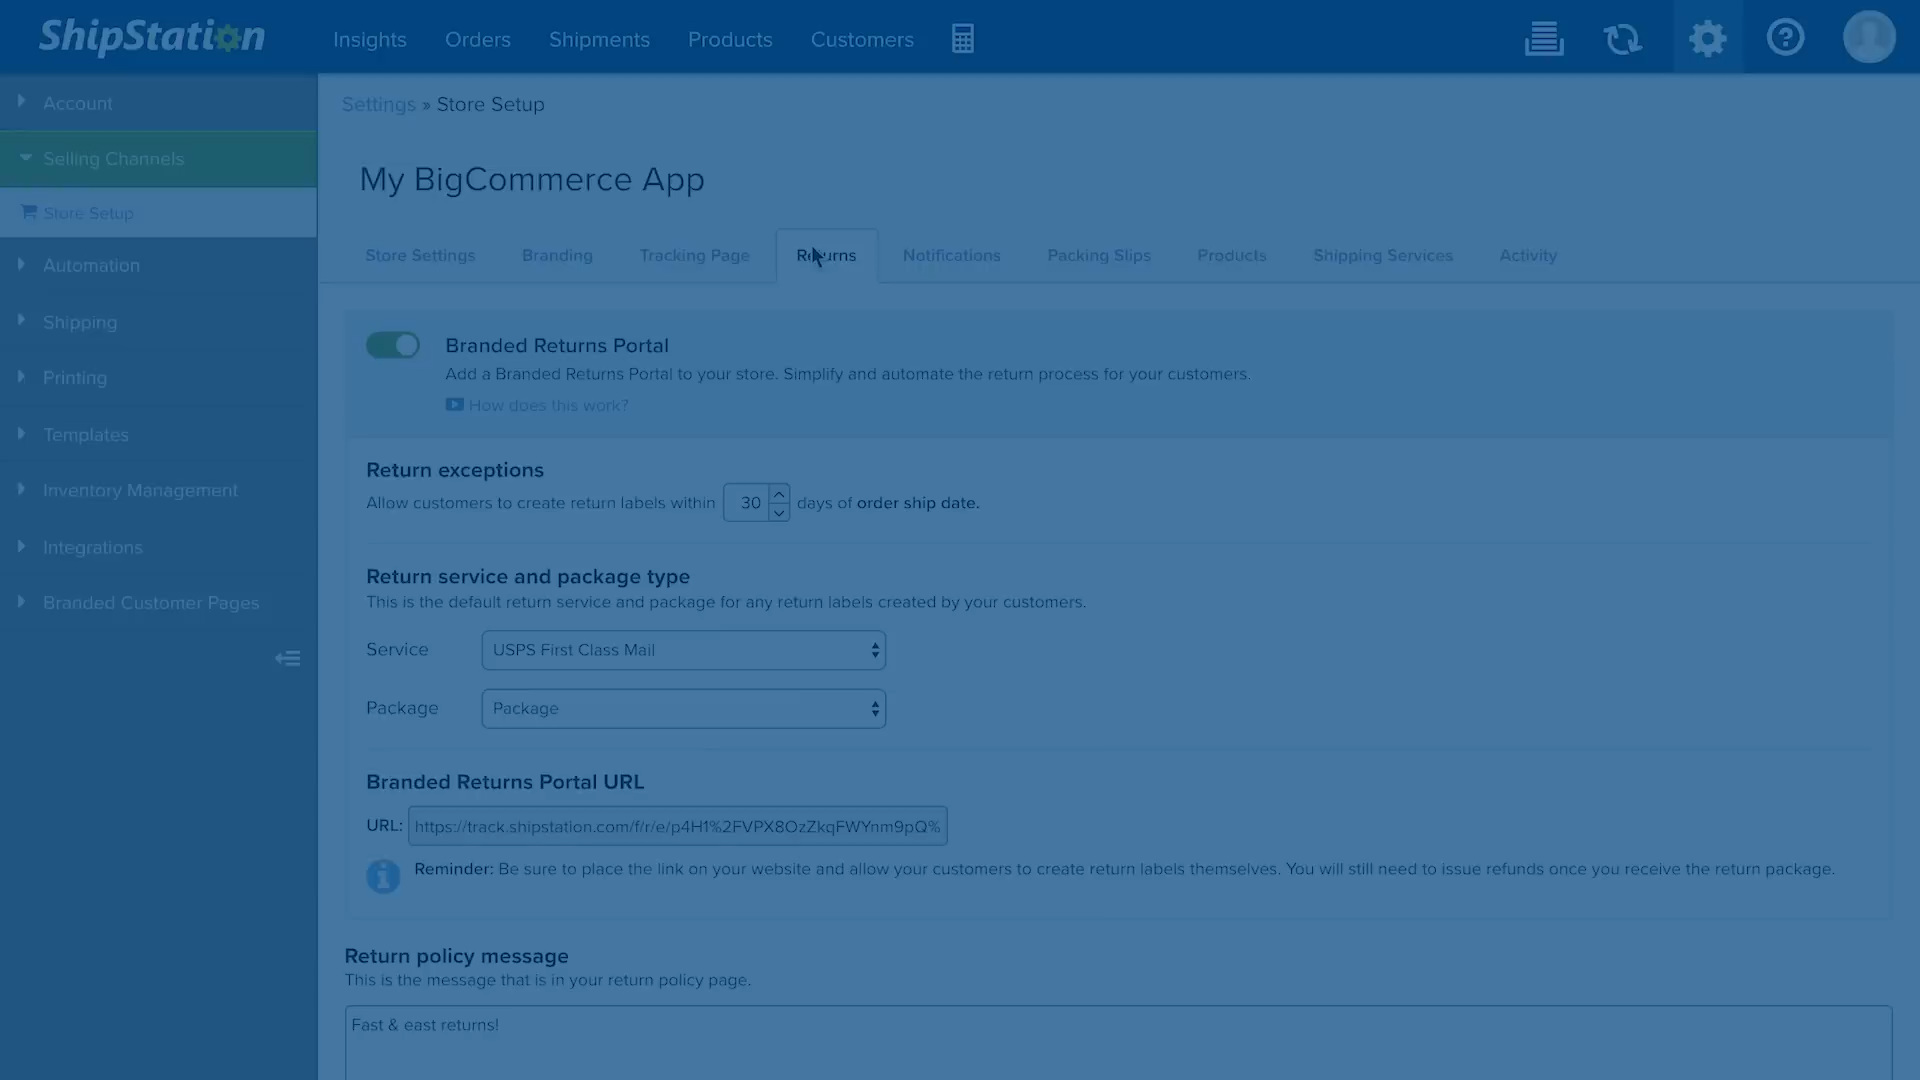 ShipStation
Insights Orders Shipments Products Customers
Account
Selling Channels
Store Setup
Automation
Shipping
Printing
Templates
Inventory Management
Integrations
Branded Customer Pages
Settings » Store Setup
My BigCommerce App
Store Settings Branding Tracking Page Returns Notifications Packing Slips Products Shipping Services Activity
Branded Returns Portal
Add a Branded Returns Portal to your store. Simplify and automate the return process for your customers.
How does this work?
Return exceptions
Allow customers to create return labels within 30 days of order ship date.
Return service and package type
This is the default return service and package for any return labels created by your customers.
Service USPS First Class Mail
Package Package
Branded Returns Portal URL
URL: https://track.shipstation.com/f/r/e/p4H1%2FVPX8OzZkqFWYnm9pQ%
Reminder: Be sure to place the link on your website and allow your customers to create return labels themselves. You will still need to issue refunds once you receive the return package.
Return policy message
This is the message that is in your return policy page.
Fast & east returns!